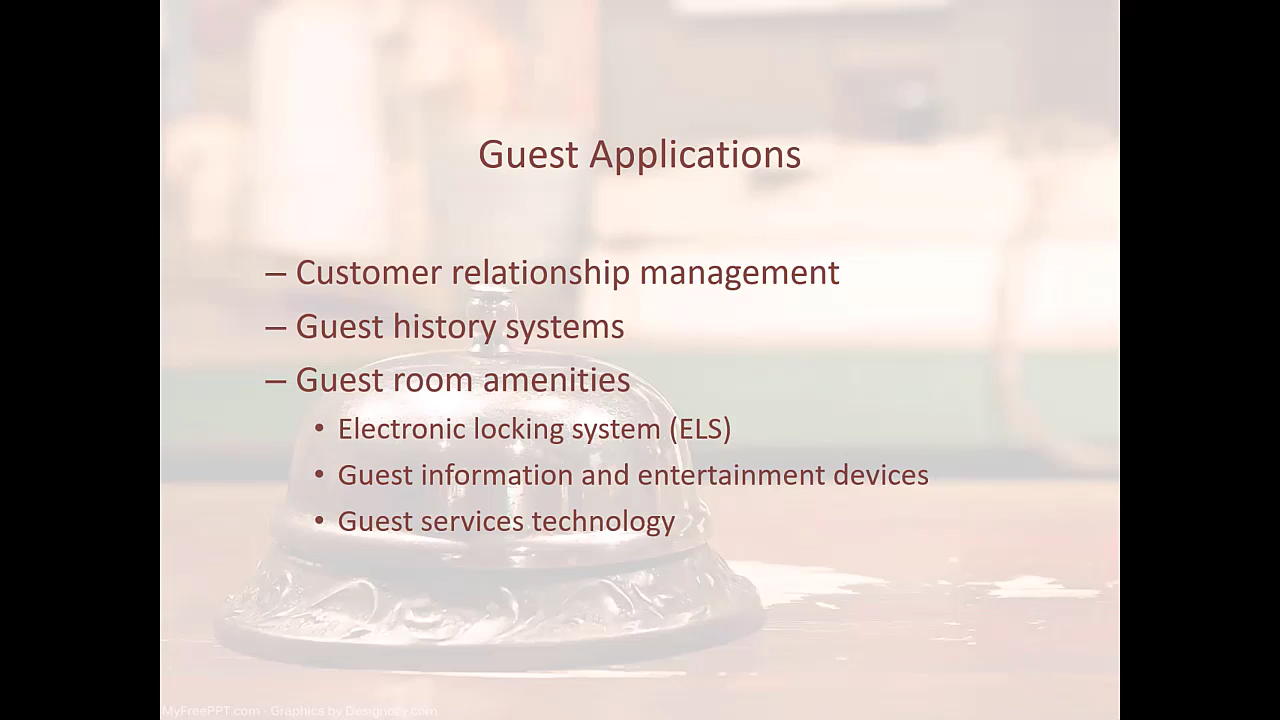 Guest Applications
– Customer relationship management
– Guest history systems
– Guest room amenities
• Electronic locking system (ELS)
• Guest information and entertainment devices
• Guest services technology
MyFreePPT.com - Graphics by Designory.com